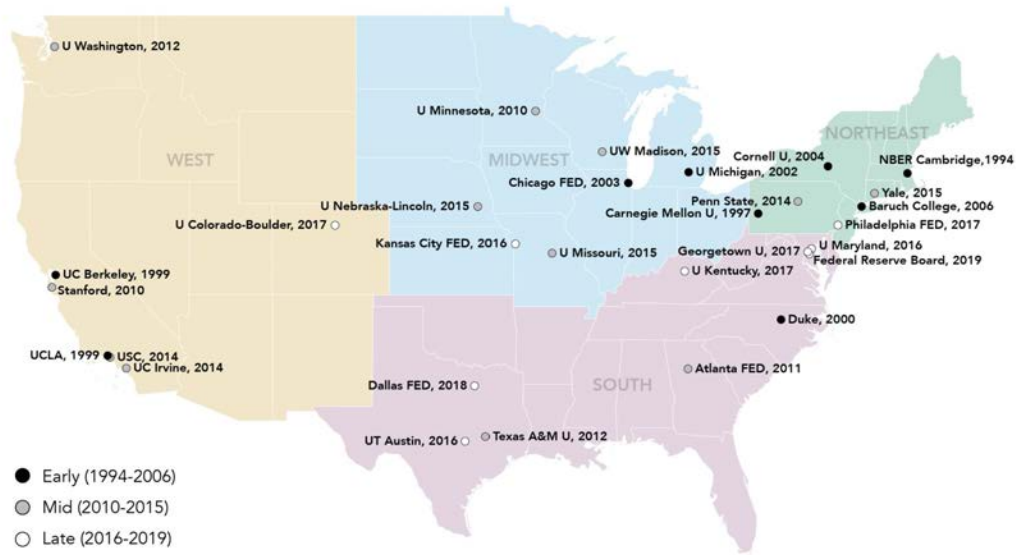 U Washington, 2012
U Minnesota, 2010
NORTHEAST
WEST
MIDWEST
UW Madison, 2015
Cornell U, 2004
NBER Cambridge,1994
Chicago FED, 2003
U Michigan, 2002
Penn State, 2014
Yale, 2015
U Nebraska-Lincoln, 2015
Carnegie Mellon U, 1997
Baruch College, 2006
U Colorado-Boulder, 2017
Philadelphia FED, 2017
Kansas City FED, 2016
U Missouri, 2015
Georgetown U, 2017
U Maryland, 2016
Federal Reserve Board, 2019
UC Berkeley, 1999
U Kentucky, 2017
Stanford, 2010
Duke, 2000
UCLA, 1999
USC, 2014
UC Irvine, 2014
Atlanta FED, 2011
Dallas FED, 2018
SOUTH
UT Austin, 2016
Texas A&M U, 2012
Early (1994-2006)
Mid (2010-2015)
Late (2016-2019)